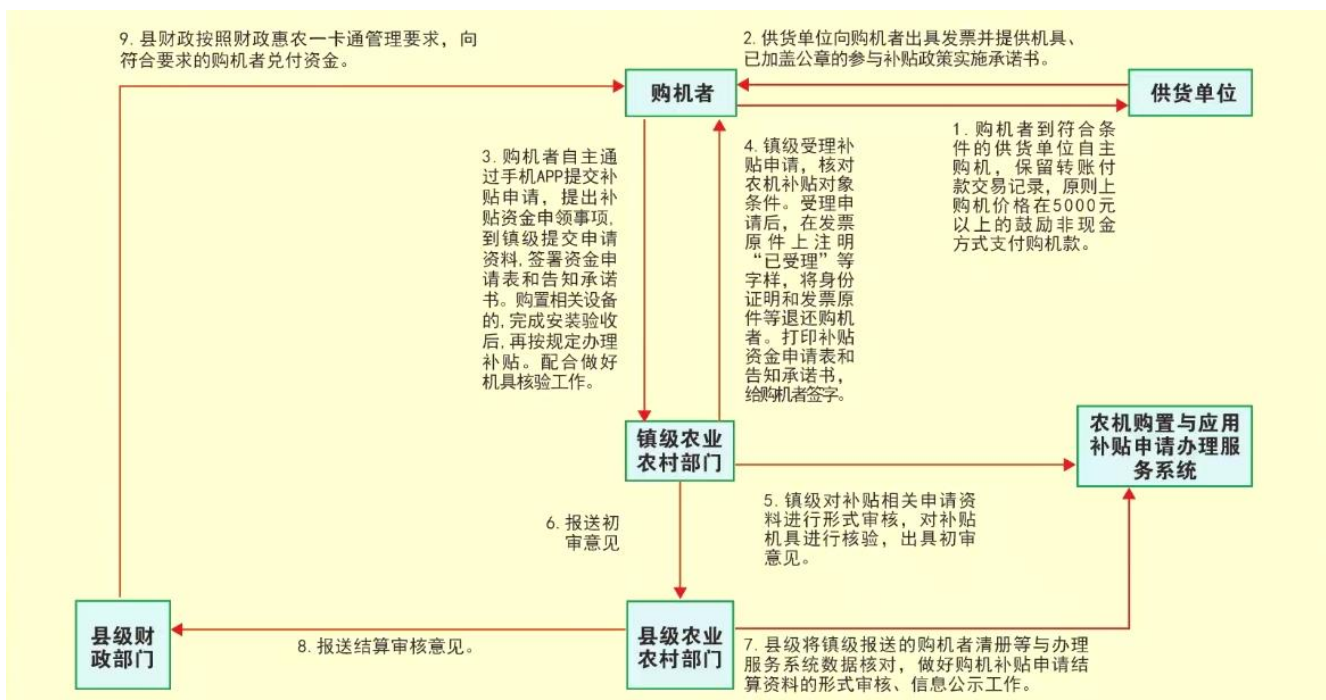 9. 县财政按照财政惠农一卡通管理要求，向
符合要求的购机者兑付资金。
2. 供货单位向购机者出具发票并提供机具、
已加盖公章的参与补贴政策实施承诺书。
购机者
供货单位
1. 购机者到符合条
件的供货单位自主
购机，保留转账付
款交易记录，原则上
购机价格在5000元
以上的鼓励非现金
方式支付购机款。
3. 购机者自主通
过手机APP提交补
贴申请，提出补
贴资金申领事项,
到镇级提交申请
资料,签署资金申
请表和告知承诺
书。购置相关设备
的,完成安装验收
后,再按规定办理
补贴。配合做好
机具核验工作。
4. 镇级受理补
贴申请，核对
农机补贴对象
条件。受理申
请后，在发票
原件上注明
“已受理”等
字样，将身份
证明和发票原
件等退还购机
者。打印补贴
资金申请表和
告知承诺书，
给购机者签字。
镇级农业
农村部门
农机购置与应用
补贴申请办理服
务系统
5. 镇级对补贴相关申请资
料进行形式审核，对补贴
机具进行核验，出具初审
意见。
6. 报送初
审意见
县级财
政部门
8. 报送结算审核意见。
县级农业
农村部门
7. 县级将镇级报送的购机者清册等与办理
服务系统数据核对，做好购机补贴申请结
算资料的形式审核、信息公示工作。